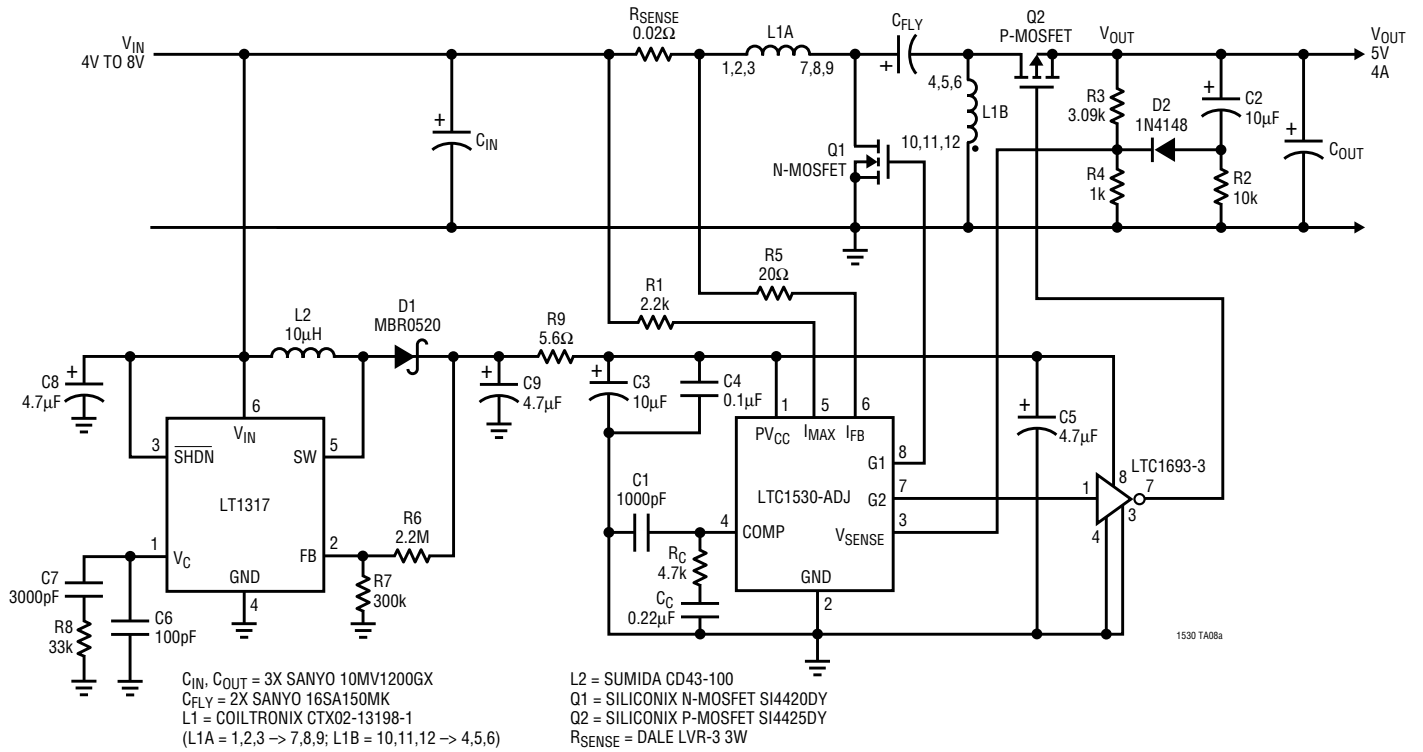 V_IN
4V TO 8V
R_SENSE
0.02Ω
L1A
1,2,3
7,8,9
C_FLY
+
Q2
P-MOSFET
V_OUT
V_OUT
5V
4A
+
C_IN
4,5,6
L1B
10,11,12
Q1
N-MOSFET
R3
3.09k
D2
1N4148
+
C2
10µF
+
C_OUT
R4
1k
R2
10k
R5
20Ω
R1
2.2k
L2
10µH
D1
MBR0520
R9
5.6Ω
+
C8
4.7µF
+
C9
4.7µF
+
C3
10µF
C4
0.1µF
+
C5
4.7µF
6
V_IN
3
SHDN
SW
5
LT1317
1
V_C
FB
2
GND
4
R6
2.2M
R7
300k
C7
3000pF
R8
33k
C6
100pF
1
5
6
PV_CC
I_MAX
I_FB
G1
8
LTC1530-ADJ
G2
7
4
COMP
V_SENSE
3
GND
2
C1
1000pF
R_C
4.7k
C_C
0.22µF
LTC1693-3
1
8
7
3
4
1530 TA08a
C_IN, C_OUT = 3X SANYO 10MV1200GX
C_FLY = 2X SANYO 16SA150MK
L1 = COILTRONIX CTX02-13198-1
(L1A = 1,2,3 –> 7,8,9; L1B = 10,11,12 –> 4,5,6)
L2 = SUMIDA CD43-100
Q1 = SILICONIX N-MOSFET SI4420DY
Q2 = SILICONIX P-MOSFET SI4425DY
R_SENSE = DALE LVR-3 3W